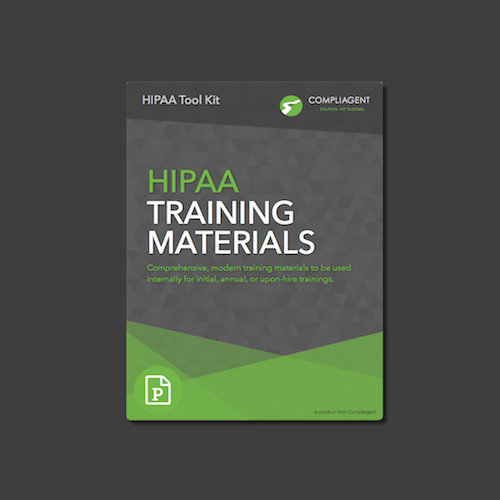 HIPAA Tool Kit
COMPLIAGENT
Solutions, Not Surprises.
HIPAA
TRAINING
MATERIALS
Comprehensive, modern training materials to be used
internally for initial, annual, or upon-hire trainings.
P
A product from Compliagent